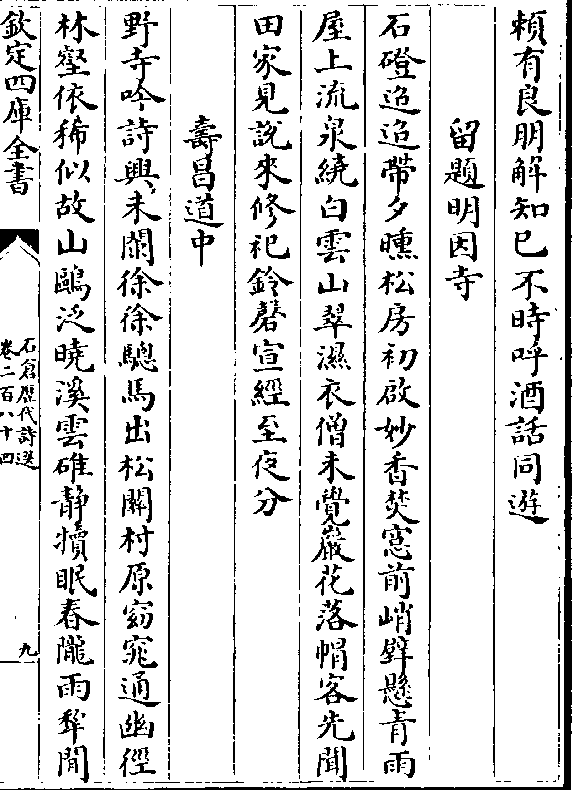 頼有良朋解知已不時呼酒話同遊
留題明因寺
石磴迢迢帶夕曛松房初啟妙香焚窓前峭壁懸青雨
屋上流泉繞白雲山翠濕衣僧未覺巖花落帽客先聞
田家見說來修祀鈴磬宣經至夜分
壽昌道中
野寺吟詩興未闌徐徐驄馬出松關村原窈窕通幽徑
林壑依稀似故山鷗泛曉溪雲碓静犢眠春隴雨犂閒
欽定四庫全書
石倉歴代詩選
卷二百八十四
九